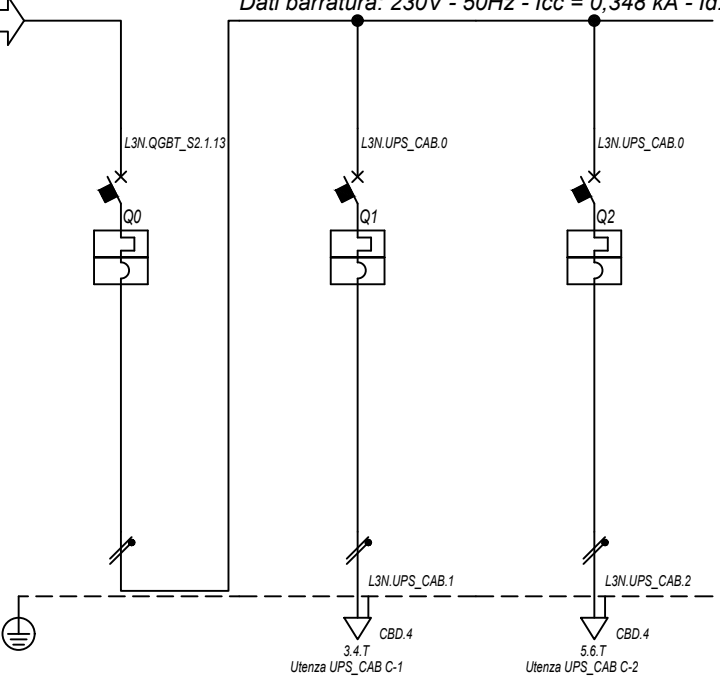 Dati barratura: 230V - 50Hz - Icc = 0,348 kA -
L3N.QGBT_S2.1.13
L3N.UPS_CAB.0
L3N.UPS_CAB.0
Q0
Q1
Q2
L3N.UPS_CAB.1
L3N.UPS_CAB.2
CBD.4
CBD.4
3.4.T
5.6.T
Utenza UPS_CAB C-1
Utenza UPS_CAB C-2